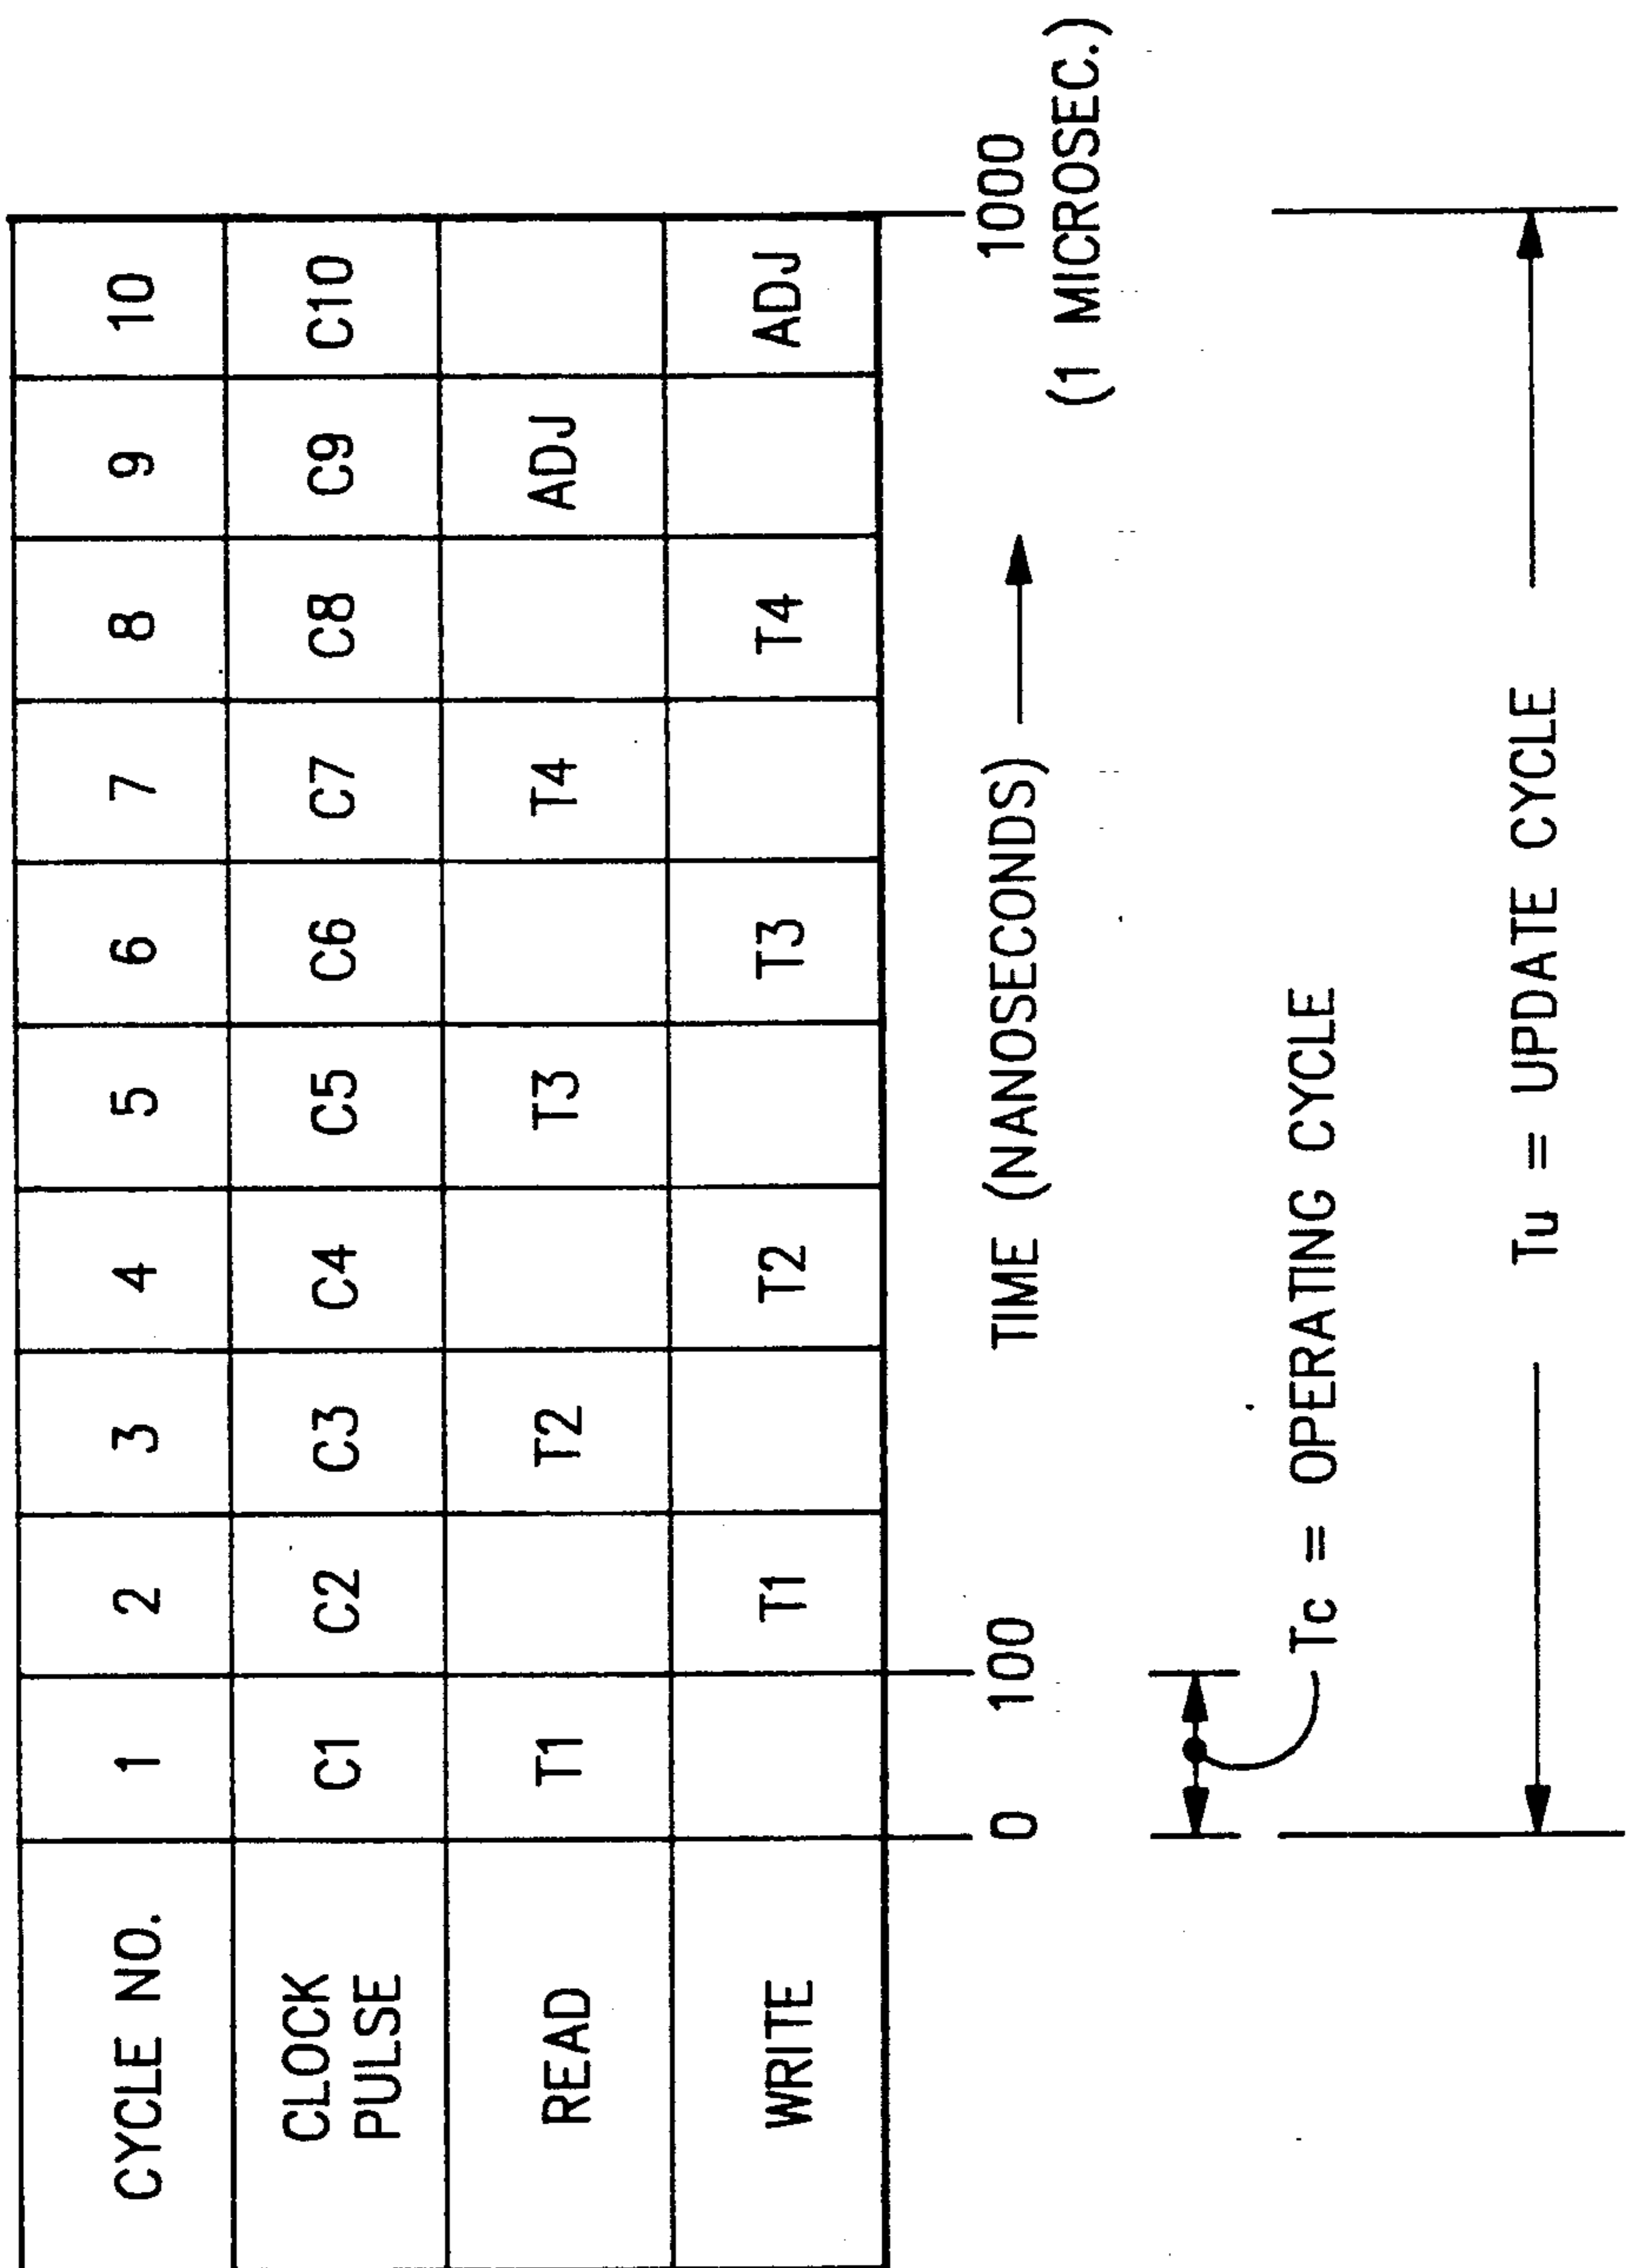 CYCLE NO. 1 2 3 4 5 6 7 8 9 10
CLOCK PULSE C1 C2 C3 C4 C5 C6 C7 C8 C9 C10
READ T1 T2 T3 T4 ADJ
WRITE T1 T2 T3 T4 ADJ
0 100 TIME (NANOSECONDS) 1000
(1 MICROSEC.)
Tc = OPERATING CYCLE
Tu = UPDATE CYCLE